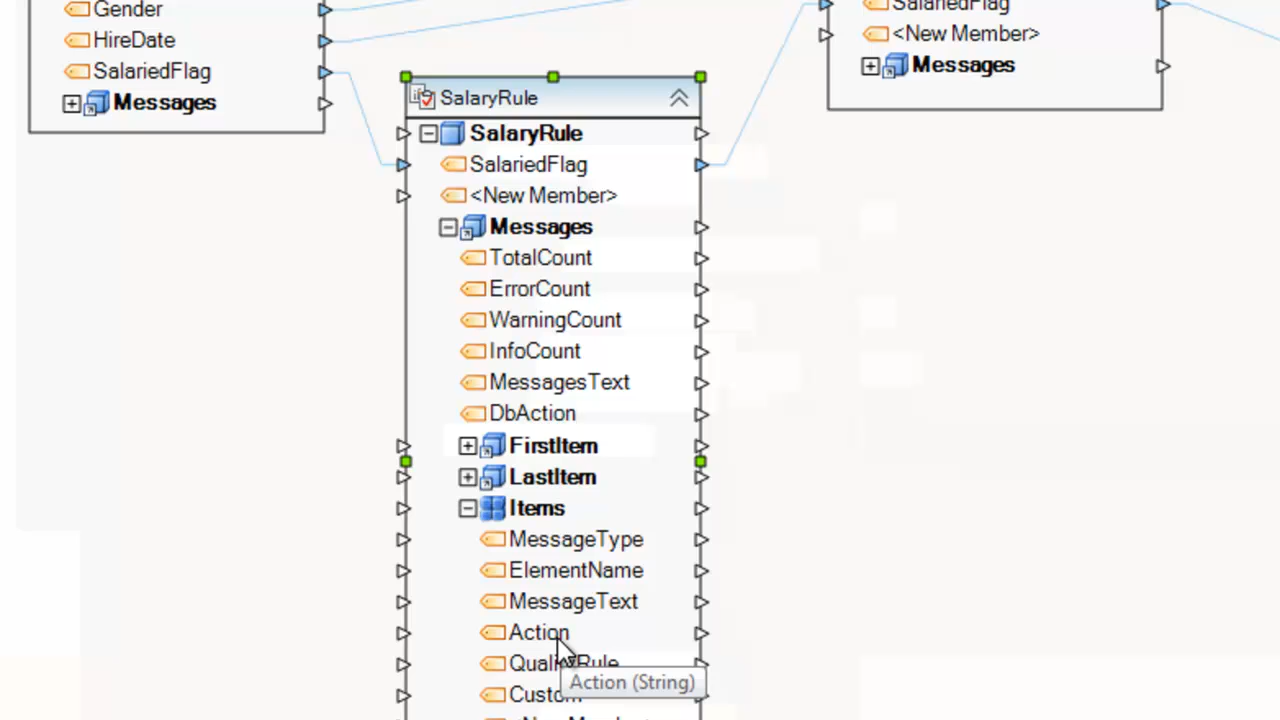 Gender
HireDate
SalariedFlag
Messages
SalaryRule
SalaryRule
SalariedFlag
<New Member>
Messages
TotalCount
ErrorCount
WarningCount
InfoCount
MessagesText
DbAction
FirstItem
LastItem
Items
MessageType
ElementName
MessageText
Action
QualityRule
Action (String)
SalariedFlag
<New Member>
Messages